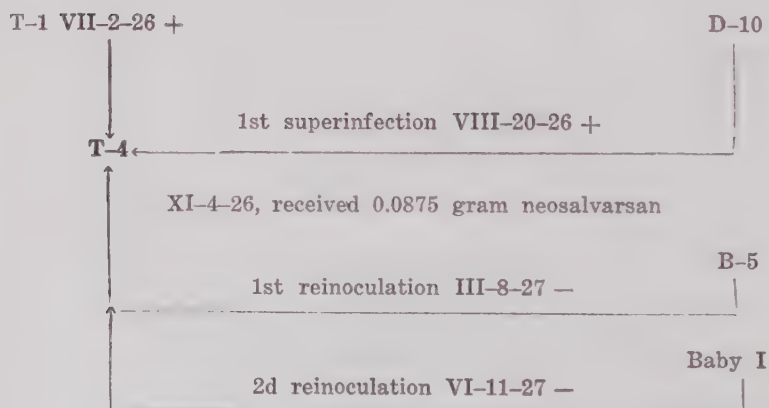 T–1 VII–2–26 + D–10
1st superinfection VIII–20–26 +
T–4
XI–4–26, received 0.0875 gram neosalvarsan
B–5
1st reinoculation III–8–27 —
Baby I
2d reinoculation VI–11–27 —